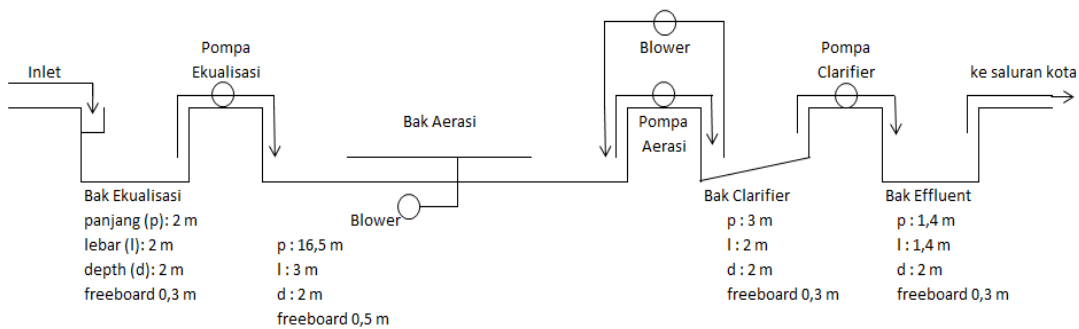 Inlet
Pompa
Ekualisasi
Bak Aerasi
Blower
Pompa
Aerasi
Blower
Pompa
Clarifier
ke saluran kota
Bak Ekualisasi
panjang (p): 2 m
lebar (l): 2 m
depth (d): 2 m
freeboard 0,3 m
p : 16,5 m
l : 3 m
d : 2 m
freeboard 0,5 m
Bak Clarifier
p : 3 m
l : 2 m
d : 2 m
freeboard 0,3 m
Bak Effluent
p : 1,4 m
l : 1,4 m
d : 2 m
freeboard 0,3 m